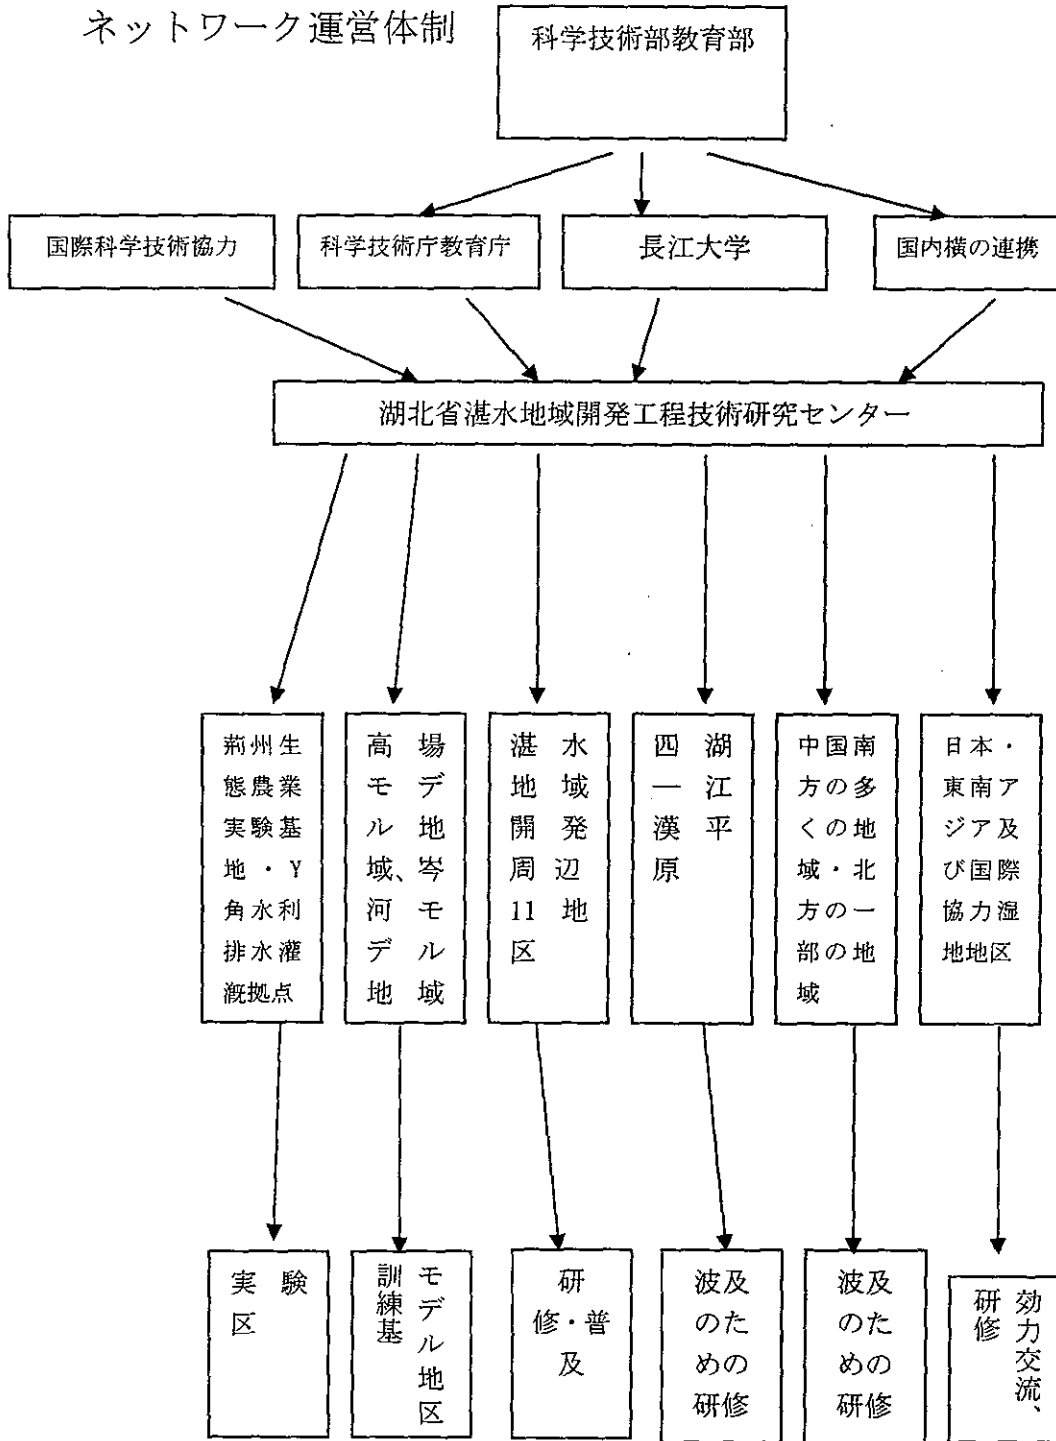 ネットワーク運営体制
科学技術部教育部
国際科学技術協力
科学技術庁教育庁
長江大学
国内横の連携
湖北省湛水地域開発工程技術研究センター
荊州生
態農業
実験基
地・Y
角水利
排水灌
漑拠点
高場
モデ
ル地
域、岑
河モ
デル
地域
湛水
地域
開発
周辺
11地
区
四湖
一江
漢平
原
中国南
方の多
くの地
域・北
方の一
部の地
域
日本・
東南ア
ジア及
び国際
協力湿
地地区
実験
区
モデル地区
訓練基
研
修・普
及
波及
のた
めの
研修
波及
のた
めの
研修
効力交流、
研修